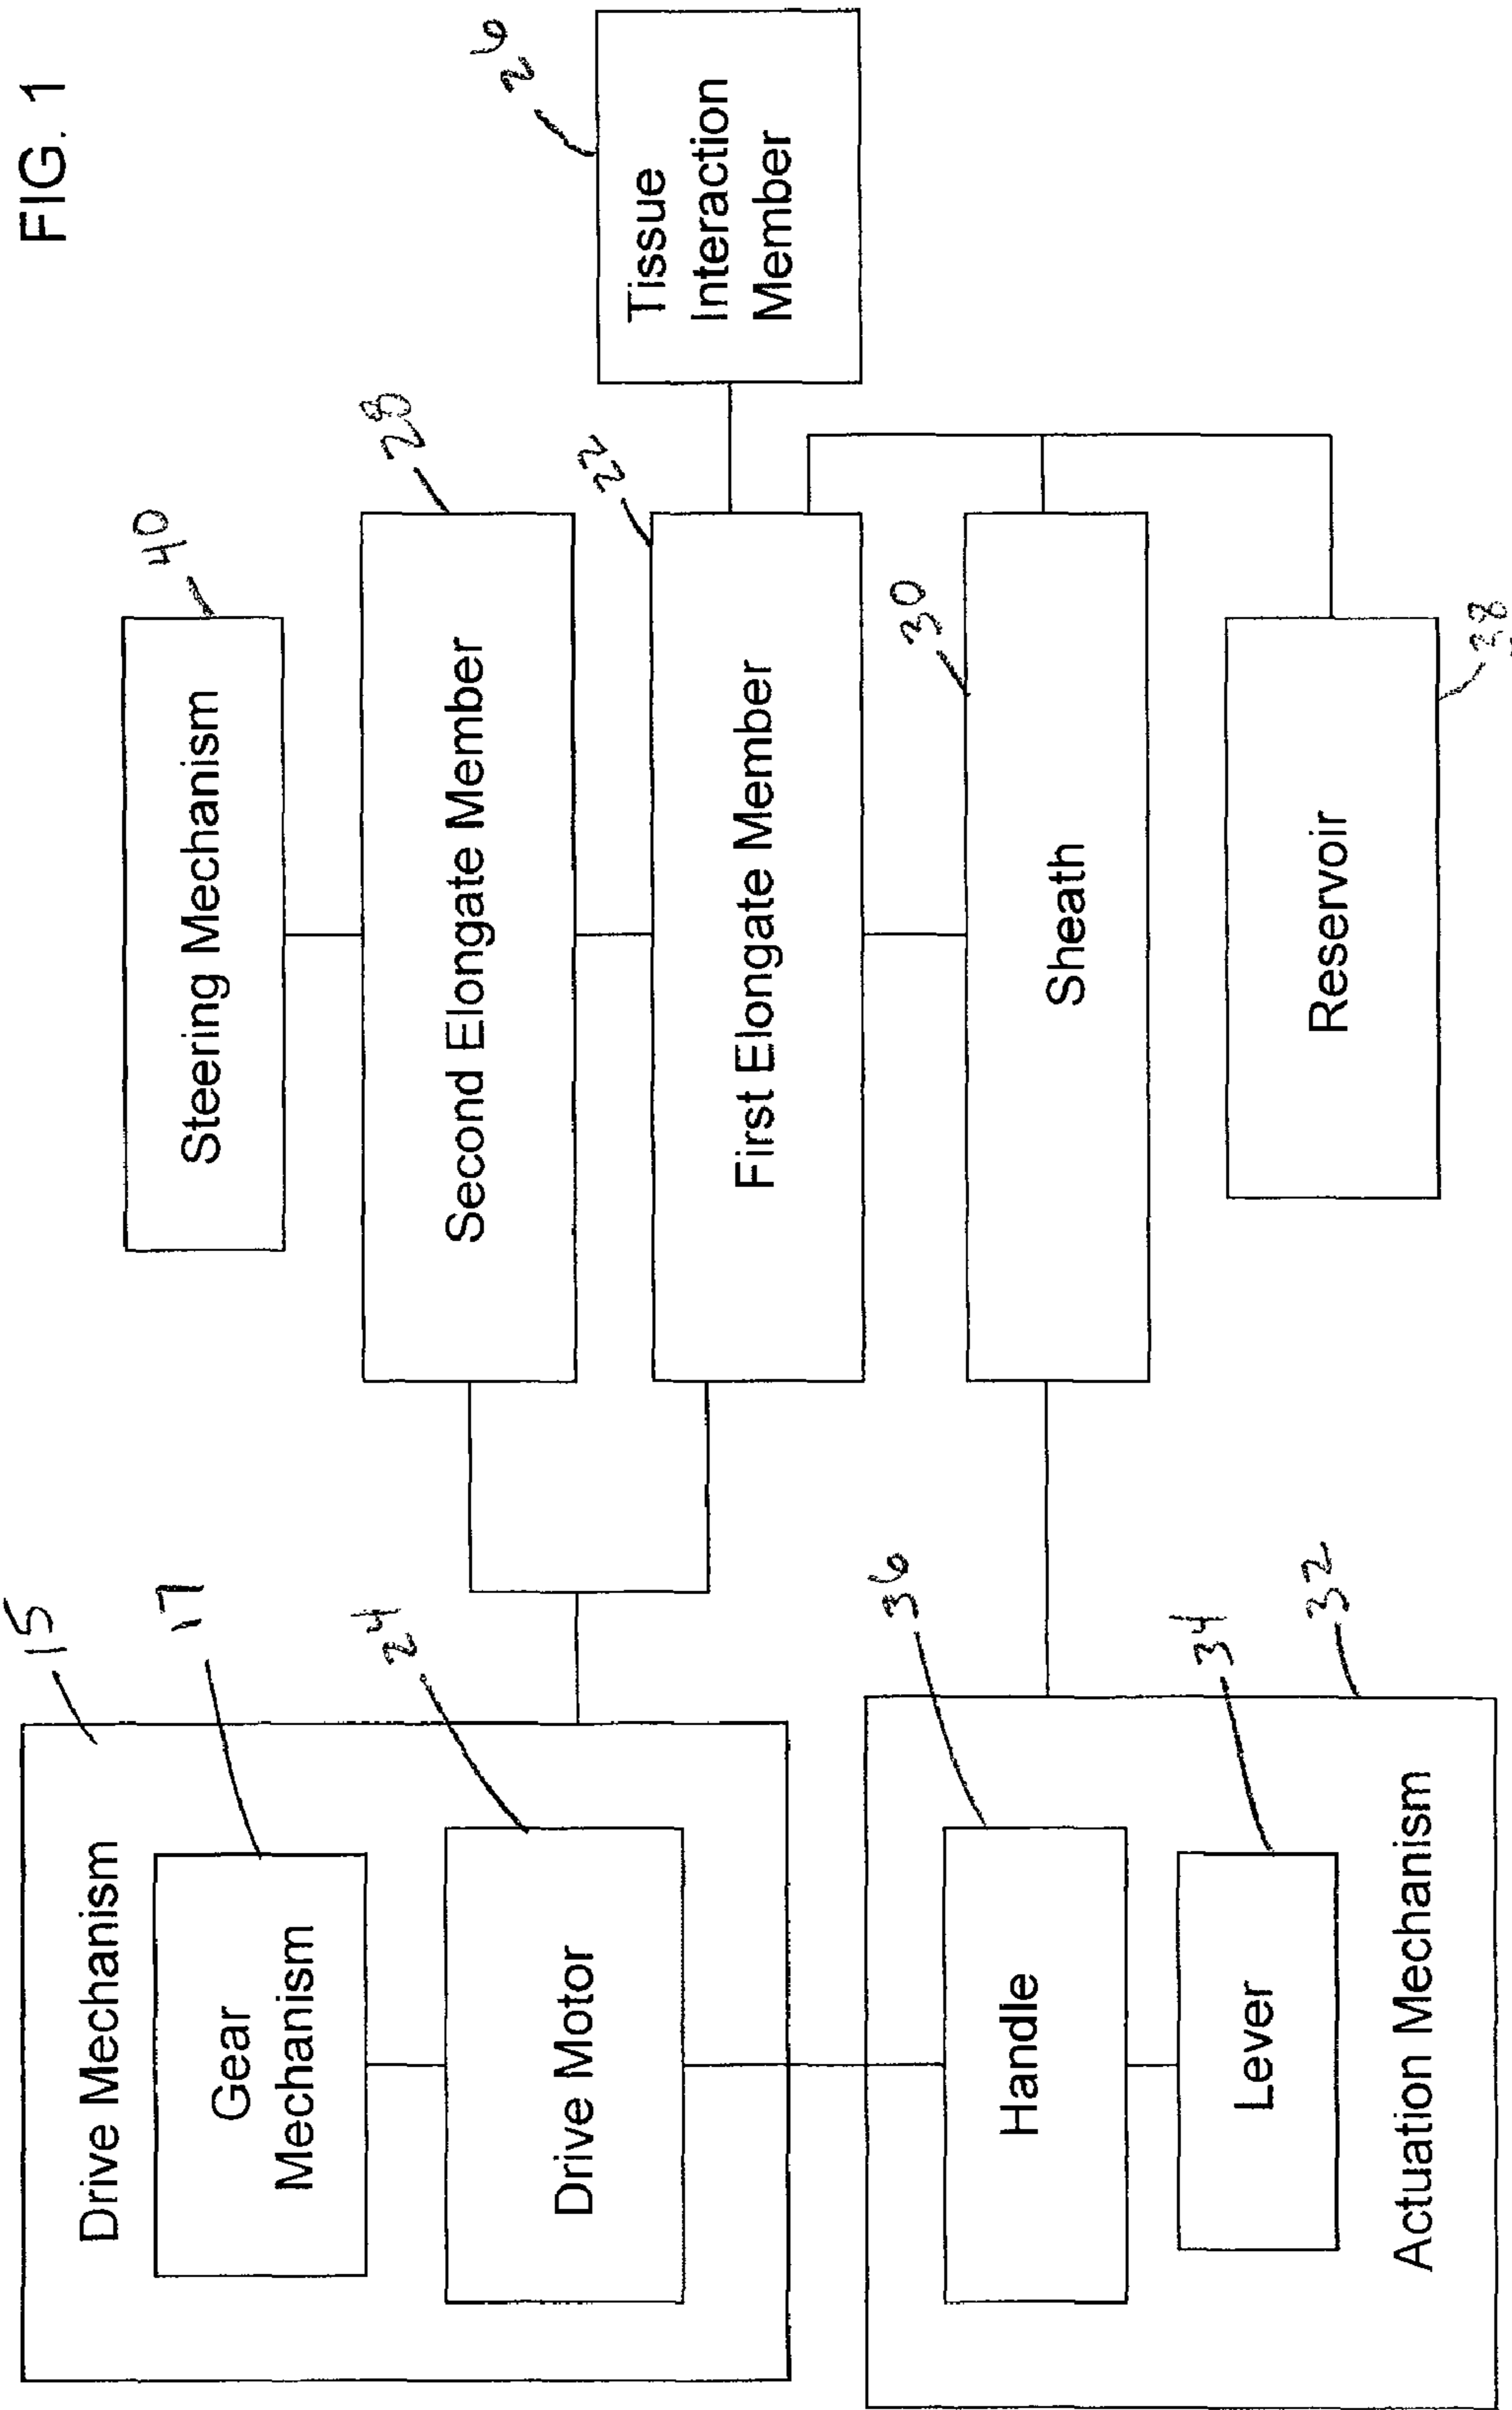 FIG. 1
15
Drive Mechanism
17
Gear
Mechanism
24
Drive Motor
40
Steering Mechanism
28
Second Elongate Member
22
First Elongate Member
26
Tissue
Interaction
Member
30
Sheath
Reservoir
38
36
Handle
34
Lever
32
Actuation Mechanism